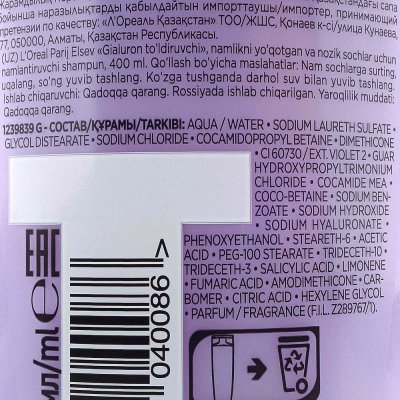 қабылдайтын импорттаушы/импортер, принимающий
претензии по качеству: «Л'Ореаль Казахстан» ТОО/ЖШС, Қонаев к-сі/улица Кунаева,
77, 050000, Алматы, Қазақстан Республикасы.
(UZ) L'Oreal Parij Elsev «Gialuron to'ldiruvchi», namlikni yo'qotgan va nozik sochlar uchun
namlantiruvchi shampun, 400 ml. Qo'llash bo'yicha maslahatlar: Nam sochlarga surting,
uqalang, so'ng yuvib tashlang. Ko'zga tushganda darhol suv bilan yuvib tashlang.
Ishlab chiqaruvchi: Qadoqqa qarang. Rossiyada ishlab chiqarilgan. Yaroqlilik muddati:
Qadoqqa qarang.
1239839 G - СОСТАВ/ҚҰРАМЫ/TARKIBI: AQUA / WATER • SODIUM LAURETH SULFATE •
GLYCOL DISTEARATE • SODIUM CHLORIDE • COCAMIDOPROPYL BETAINE • DIMETHICONE
• CI 60730 / EXT. VIOLET 2 • GUAR
HYDROXYPROPYLTRIMONIUM
CHLORIDE • COCAMIDE MEA •
COCO-BETAINE • SODIUM BEN-
ZOATE • SODIUM HYDROXIDE
• SODIUM HYALURONATE •
PHENOXYETHANOL • STEARETH-6 • ACETIC
ACID • PEG-100 STEARATE • TRIDECETH-10 •
TRIDECETH-3 • SALICYLIC ACID • LIMONENE
• FUMARIC ACID • AMODIMETHICONE • CAR-
BOMER • CITRIC ACID • HEXYLENE GLYCOL
• PARFUM / FRAGRANCE (F.I.L. Z289767/1).
EAC
мл/ml e
040086 >